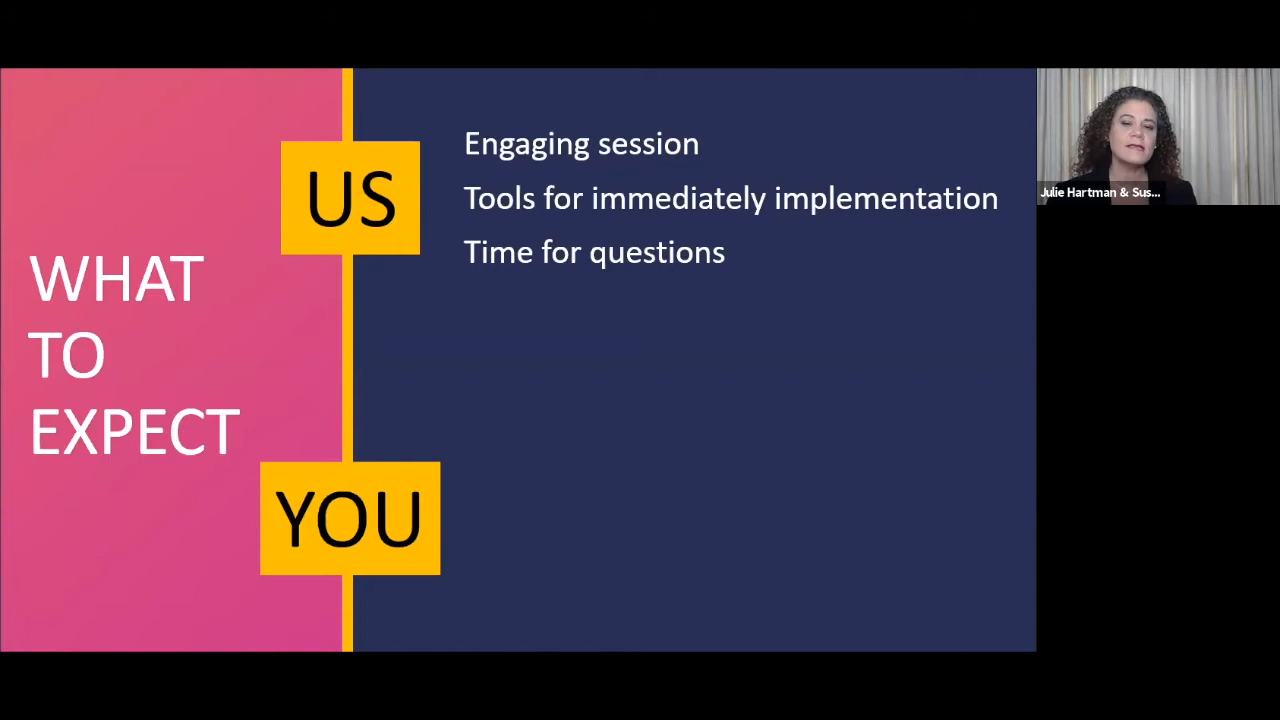 WHAT
TO
EXPECT
US
Engaging session
Tools for immediately implementation
Time for questions
YOU
Julie Hartman & Sus...